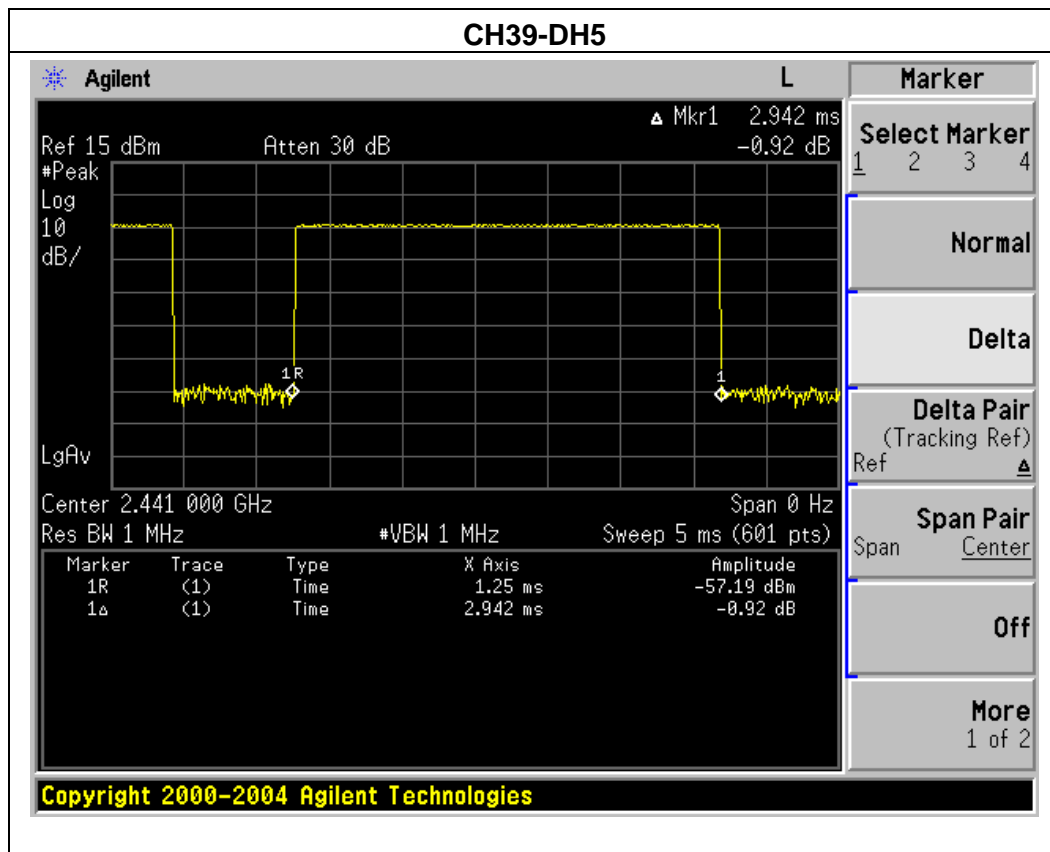 CH39-DH5
Agilent L
Δ Mkr1 2.942 ms
Ref 15 dBm Atten 30 dB -0.92 dB
#Peak
Log
10
dB/
1R
1
LgAv
Center 2.441 000 GHz Span 0 Hz
Res BW 1 MHz #VBW 1 MHz Sweep 5 ms (601 pts)
Marker Trace Type X Axis Amplitude
1R (1) Time 1.25 ms -57.19 dBm
1Δ (1) Time 2.942 ms -0.92 dB
Marker
Select Marker
1 2 3 4
Normal
Delta
Delta Pair
(Tracking Ref)
Ref Δ
Span Pair
Span Center
Off
More
1 of 2
Copyright 2000-2004 Agilent Technologies